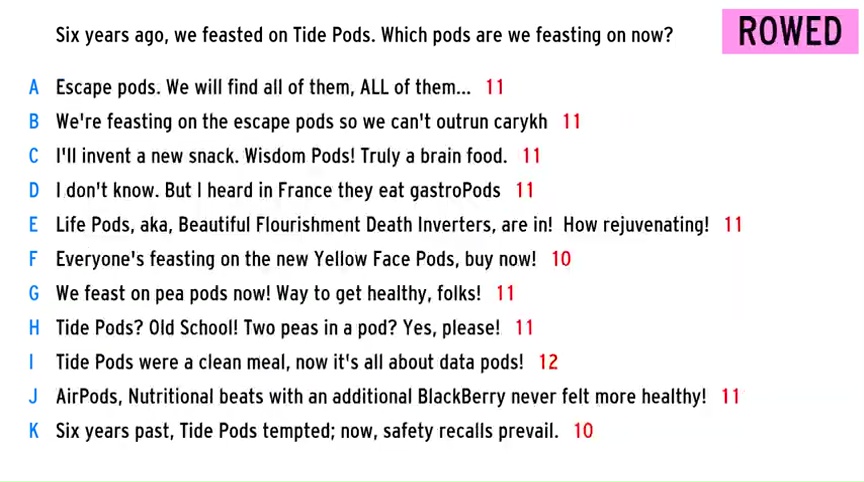 Six years ago, we feasted on Tide Pods. Which pods are we feasting on now?
ROWED
A Escape pods. We will find all of them, ALL of them... 11
B We're feasting on the escape pods so we can't outrun carykh 11
C I'll invent a new snack. Wisdom Pods! Truly a brain food. 11
D I don't know. But I heard in France they eat gastroPods 11
E Life Pods, aka, Beautiful Flourishment Death Inverters, are in! How rejuvenating! 11
F Everyone's feasting on the new Yellow Face Pods, buy now! 10
G We feast on pea pods now! Way to get healthy, folks! 11
H Tide Pods? Old School! Two peas in a pod? Yes, please! 11
I Tide Pods were a clean meal, now it's all about data pods! 12
J AirPods, Nutritional beats with an additional BlackBerry never felt more healthy! 11
K Six years past, Tide Pods tempted; now, safety recalls prevail. 10